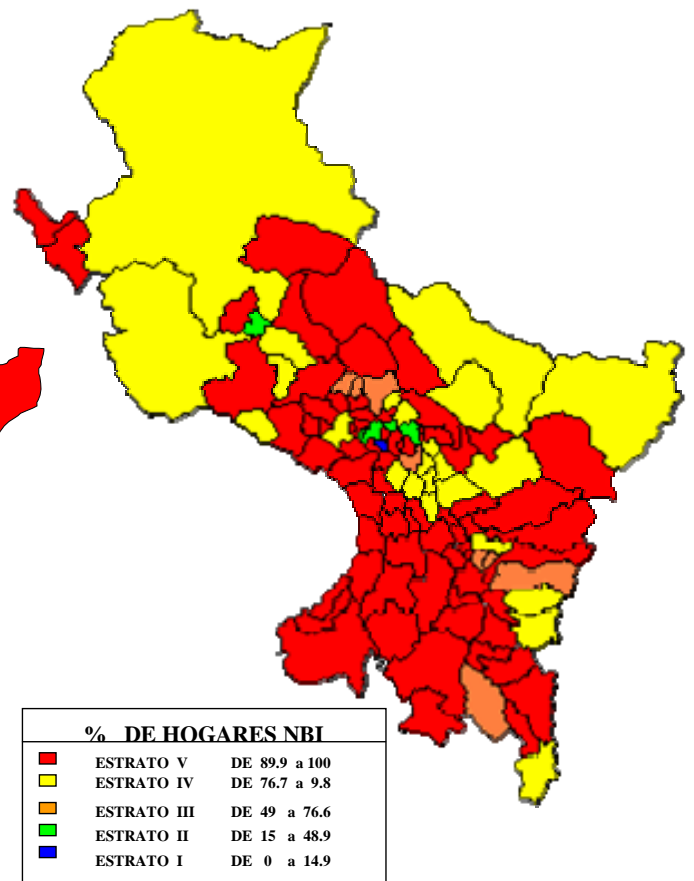 % DE HOGARES NBI
ESTRATO V DE 89.9 a 100
ESTRATO IV DE 76.7 a 9.8
ESTRATO III DE 49 a 76.6
ESTRATO II DE 15 a 48.9
ESTRATO I DE 0 a 14.9